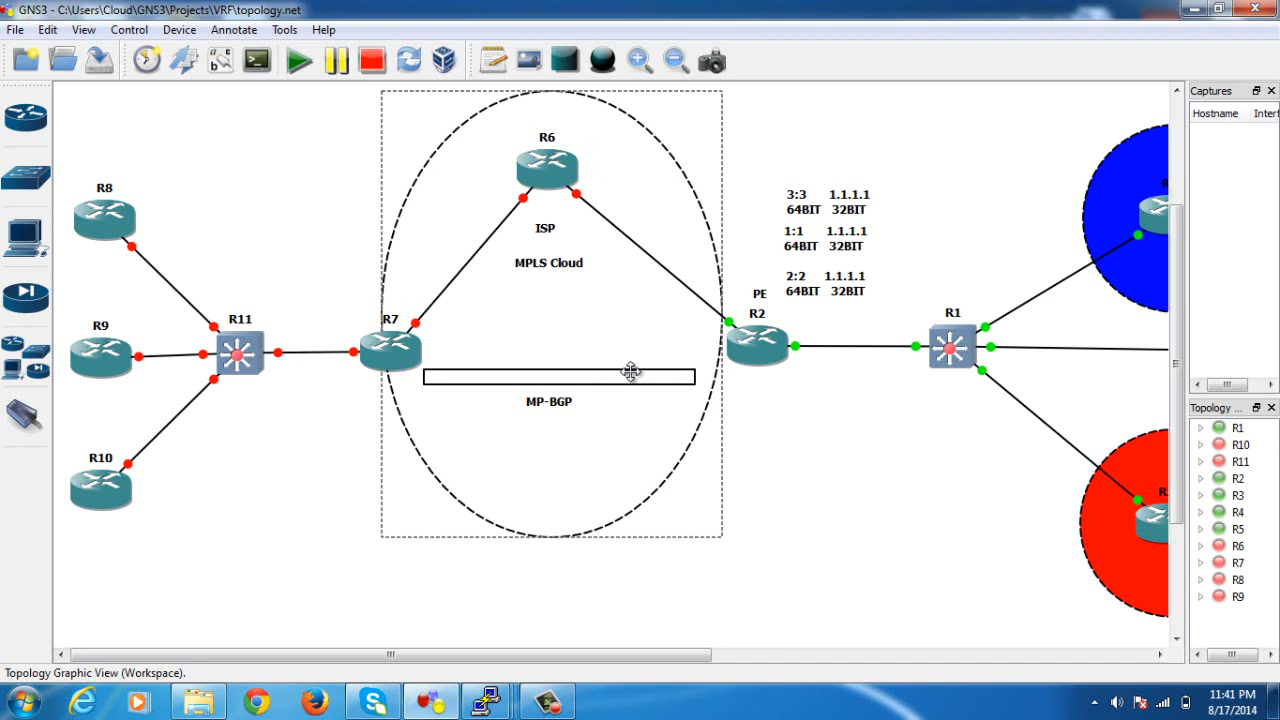 GNS3 - C:\Users\Cloud\GNS3\Projects\VRF\topology.net
File Edit View Control Device Annotate Tools Help
Captures
Hostname Interf
R6
R8
3:3 1.1.1.1
64BIT 32BIT
ISP
1:1 1.1.1.1
64BIT 32BIT
MPLS Cloud
2:2 1.1.1.1
64BIT 32BIT
PE
R9
R11
R7
R2
R1
MP-BGP
R10
Topology ...
R1
R10
R11
R2
R3
R4
R5
R6
R7
R8
R9
Topology Graphic View (Workspace).
11:41 PM
8/17/2014